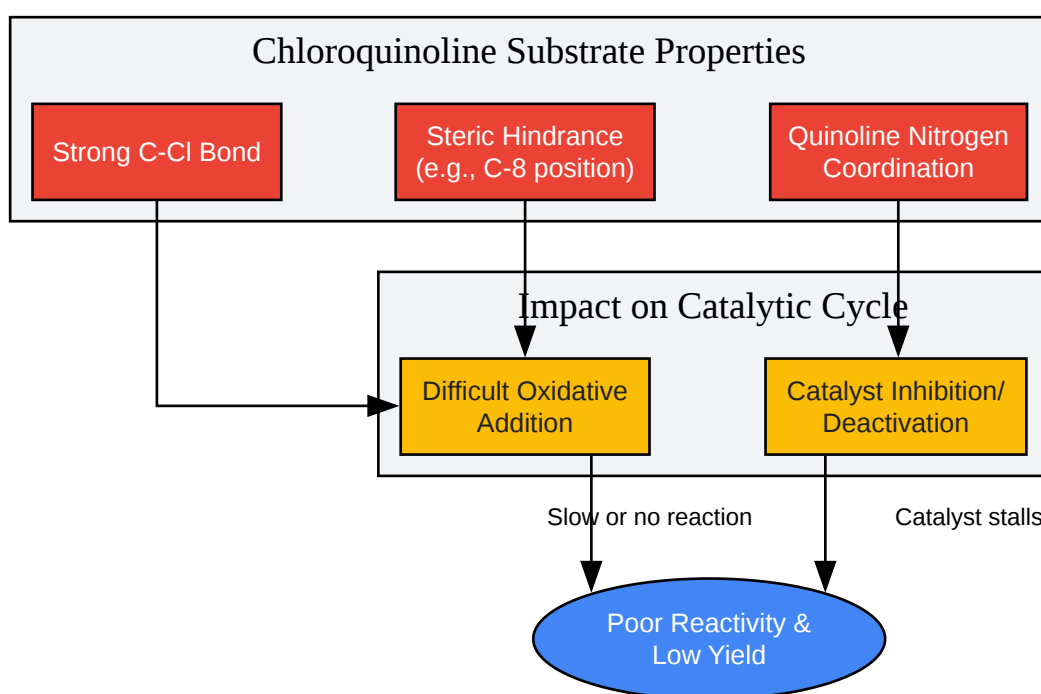 Chloroquinoline Substrate Properties
Strong C-Cl Bond
Steric Hindrance
(e.g., C-8 position)
Quinoline Nitrogen
Coordination
Impact on Catalytic Cycle
Difficult Oxidative
Addition
Catalyst Inhibition/
Deactivation
Slow or no reaction
Catalyst stalls
Poor Reactivity &
Low Yield